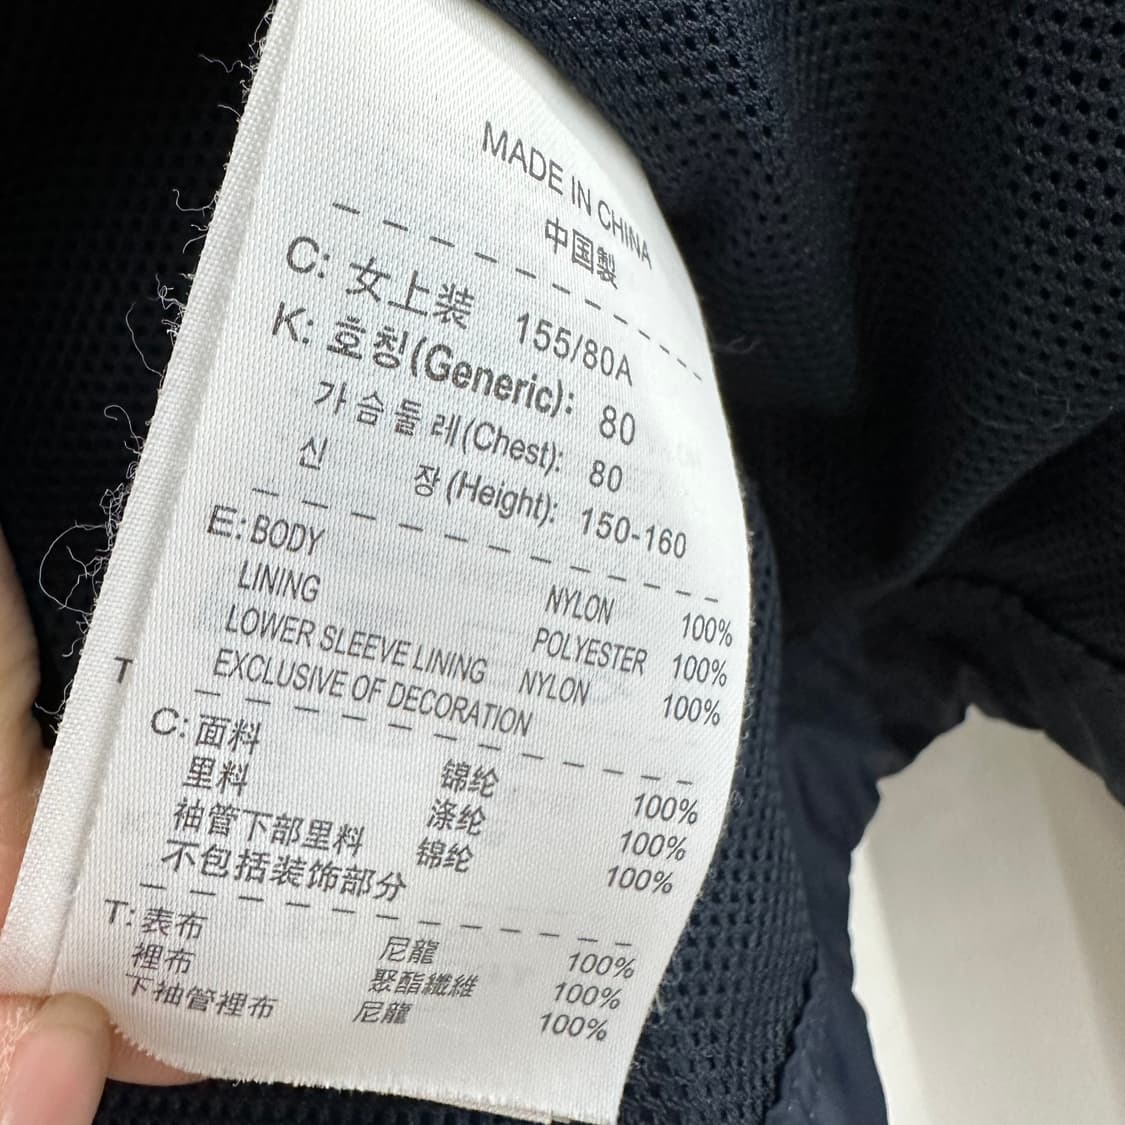 MADE IN CHINA
中国製
C: 女上装 155/80A
K: 호칭(Generic): 80
가슴둘레(Chest): 80
신 장(Height): 150-160
E: BODY NYLON 100%
LINING POLYESTER 100%
LOWER SLEEVE LINING NYLON 100%
EXCLUSIVE OF DECORATION
C: 面料 锦纶 100%
里料 涤纶 100%
袖管下部里料 锦纶 100%
不包括装饰部分
T: 表布 尼龍 100%
裡布 聚酯纖維 100%
下袖管裡布 尼龍 100%
T